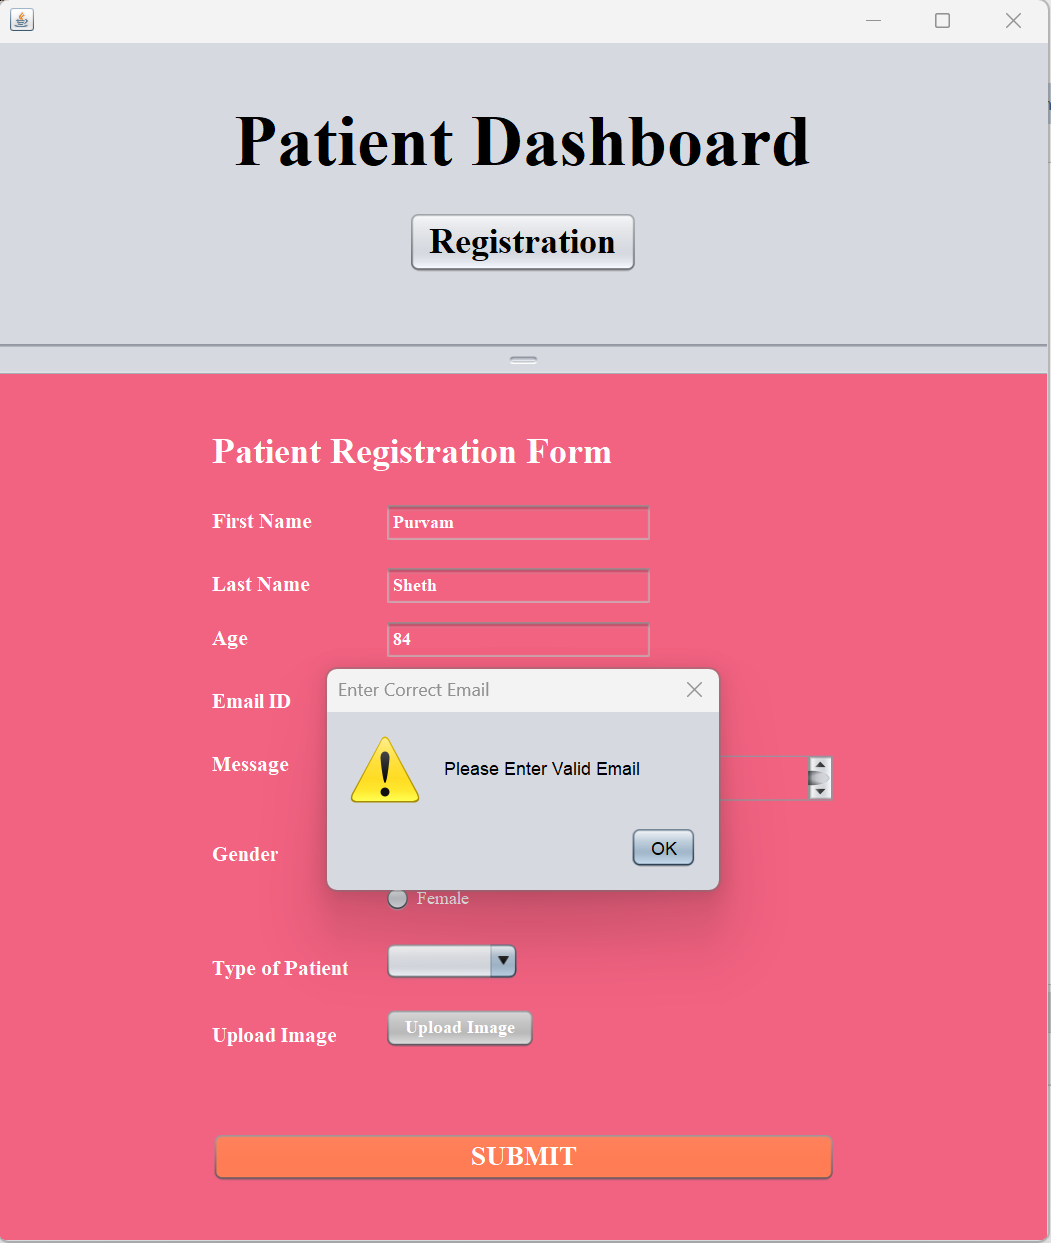 Patient Dashboard
Registration
Patient Registration Form
First Name Purvam
Last Name Sheth
Age 84
Enter Correct Email
Email ID
Please Enter Valid Email
Message
OK
Gender
Female
Type of Patient
Upload Image Upload Image
SUBMIT